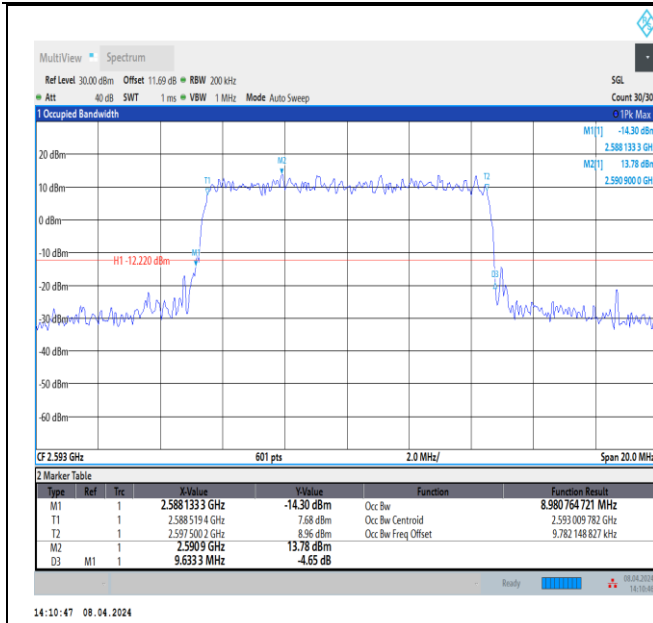 MultiView Spectrum
Ref Level 30.00 dBm Offset 11.69 dB RBW 200 kHz SGL
Att 40 dB SWT 1 ms VBW 1 MHz Mode Auto Sweep Count 30/30
1 Occupied Bandwidth 1Pk Max
M1[1] -14.30 dBm
2.588 133 3 GH
M2[1] 13.78 dBm
2.590 900 0 GH
20 dBm
M2
T1 T2
10 dBm
0 dBm
-10 dBm
M1
H1 -12.220 dBm
D3
-20 dBm
-30 dBm
-40 dBm
-50 dBm
-60 dBm
CF 2.593 GHz 601 pts 2.0 MHz/ Span 20.0 MHz
2 Marker Table
Type Ref Trc X-Value Y-Value Function Function Result
M1 1 2.588 133 3 GHz -14.30 dBm Occ Bw 8.980 764 721 MHz
T1 1 2.588 519 4 GHz 7.68 dBm Occ Bw Centroid 2.593 009 782 GHz
T2 1 2.597 500 2 GHz 8.96 dBm Occ Bw Freq Offset 9.782 148 827 kHz
M2 1 2.5909 GHz 13.78 dBm
D3 M1 1 9.633 3 MHz -4.65 dB
Ready 08.04.2024
14:10:46
14:10:47 08.04.2024